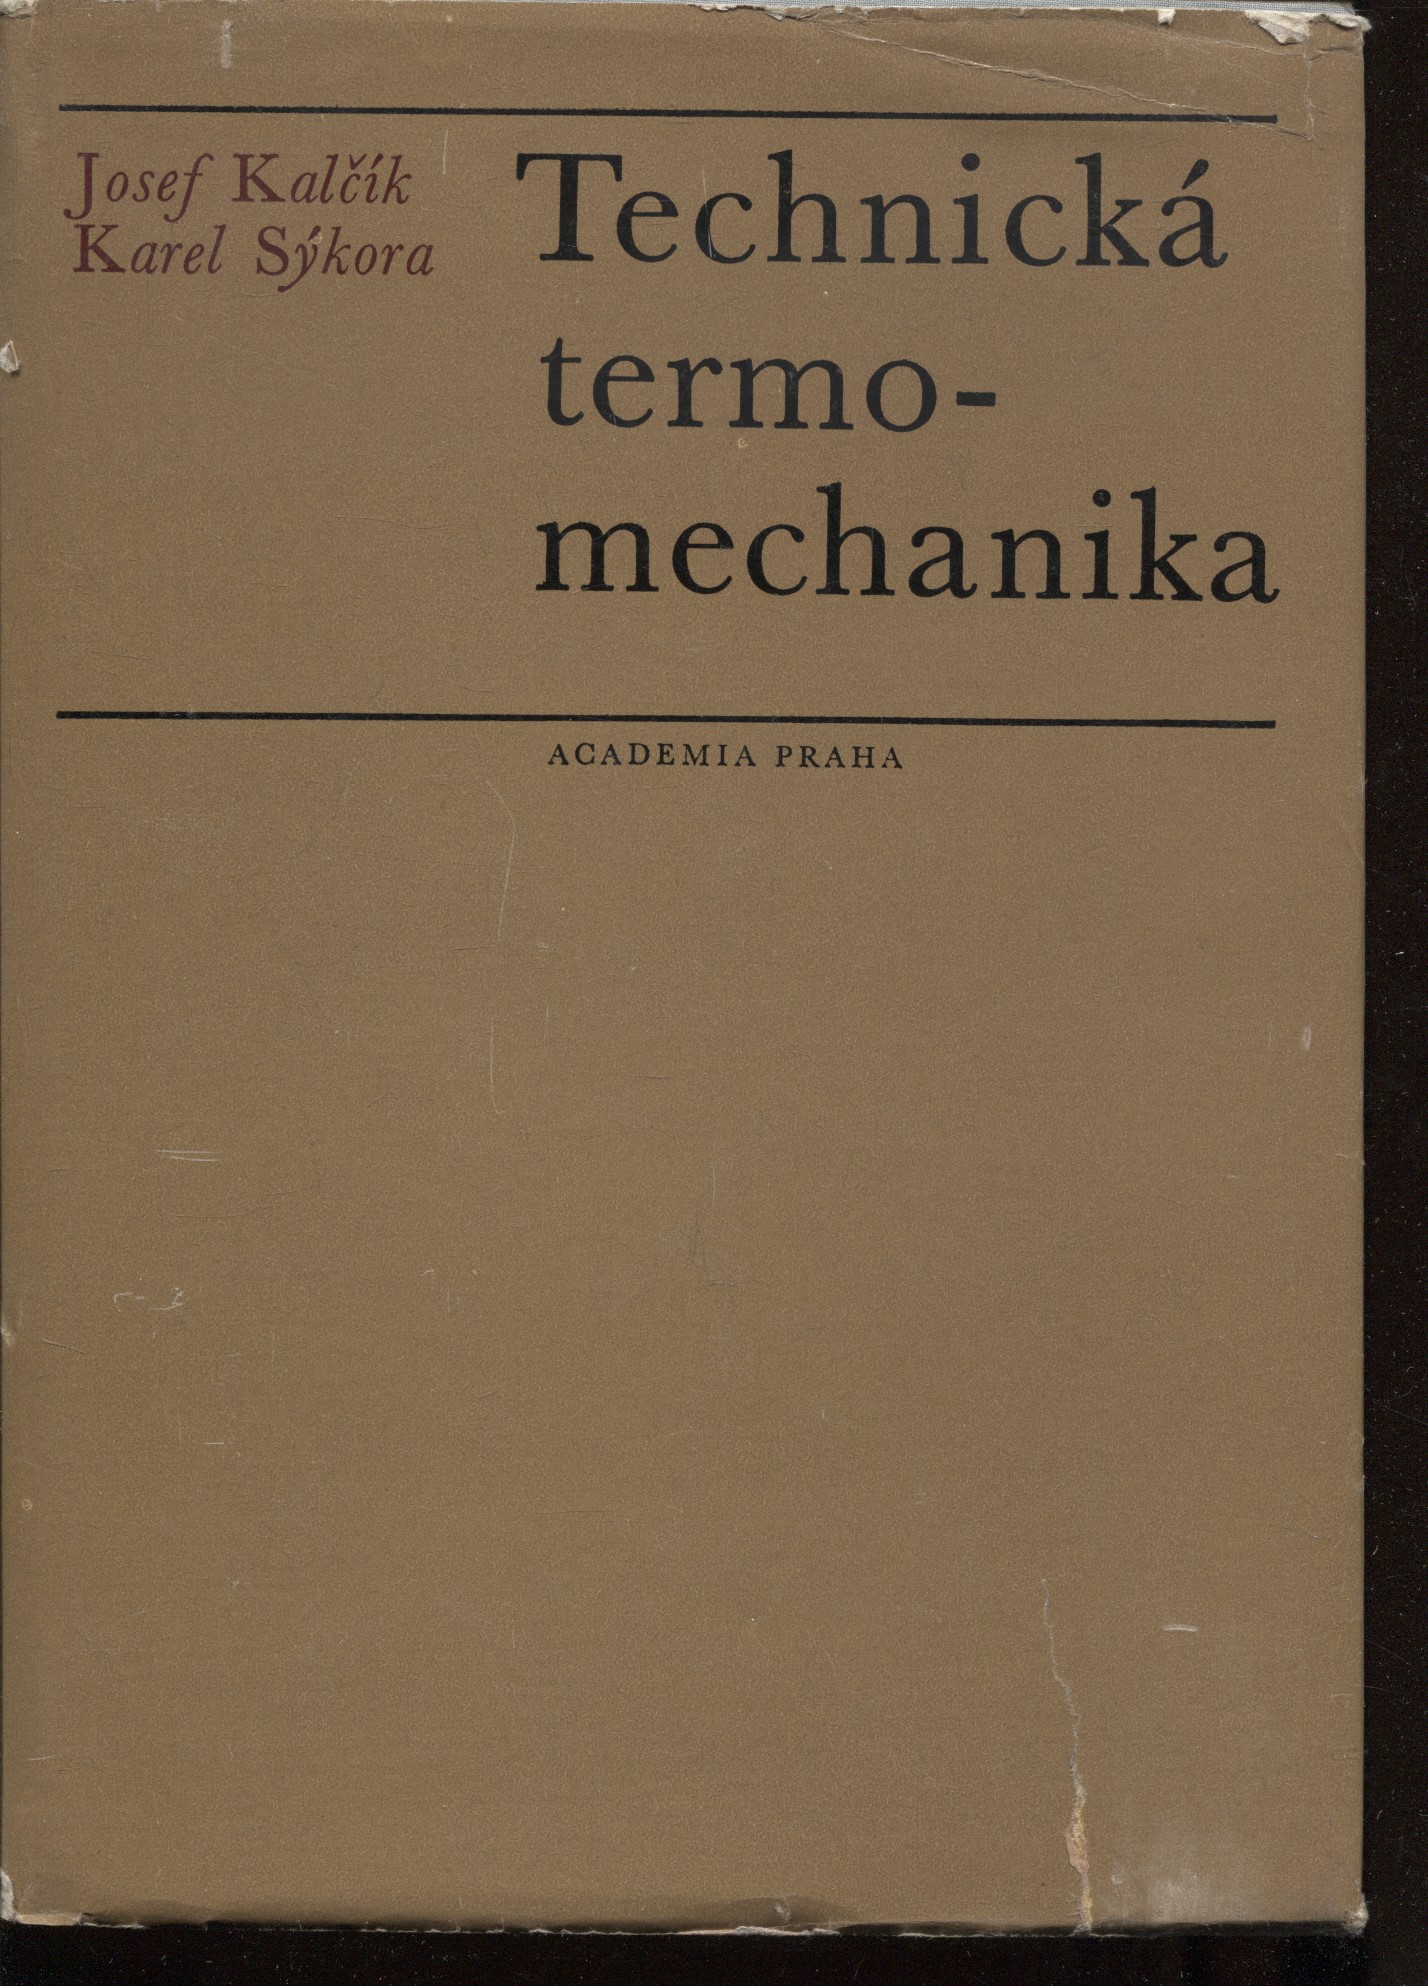 Josef Kalčík
Karel Sýkora
Technická
termo-
mechanika
ACADEMIA PRAHA